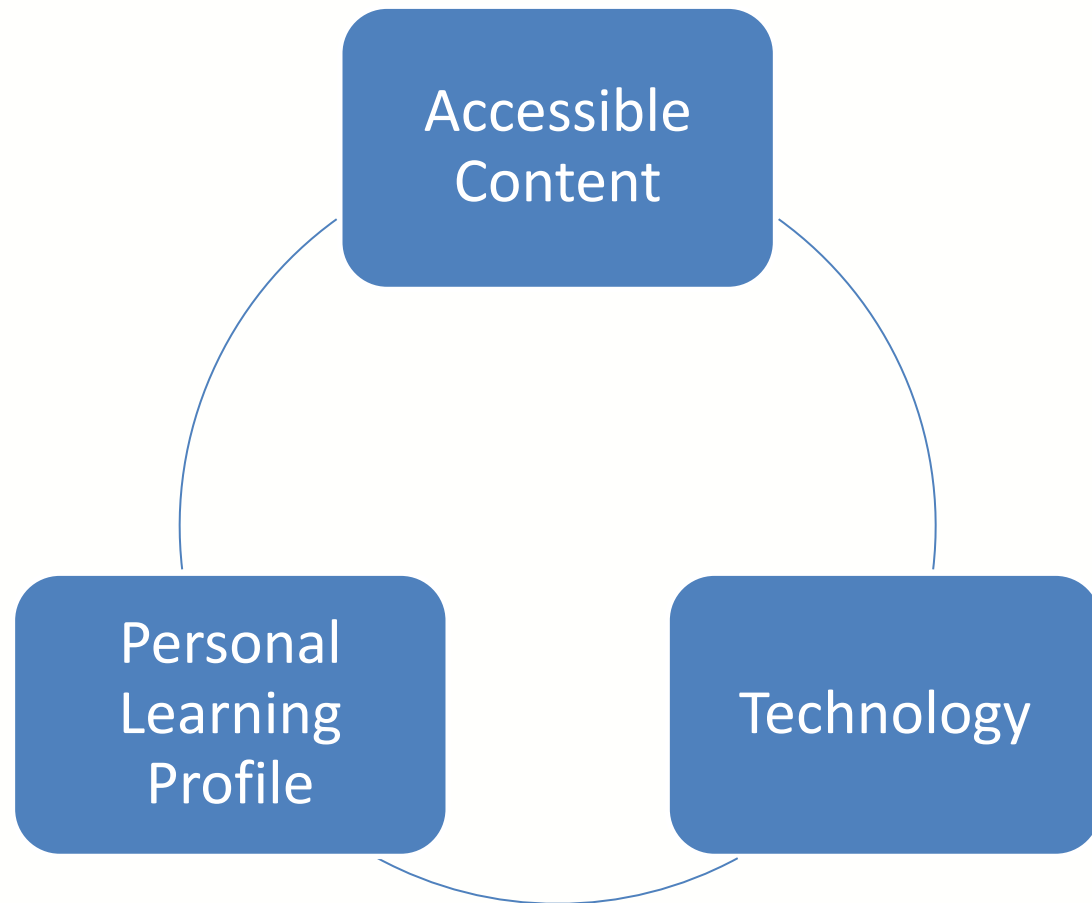 Accessible
Content
Personal
Learning
Profile
Technology